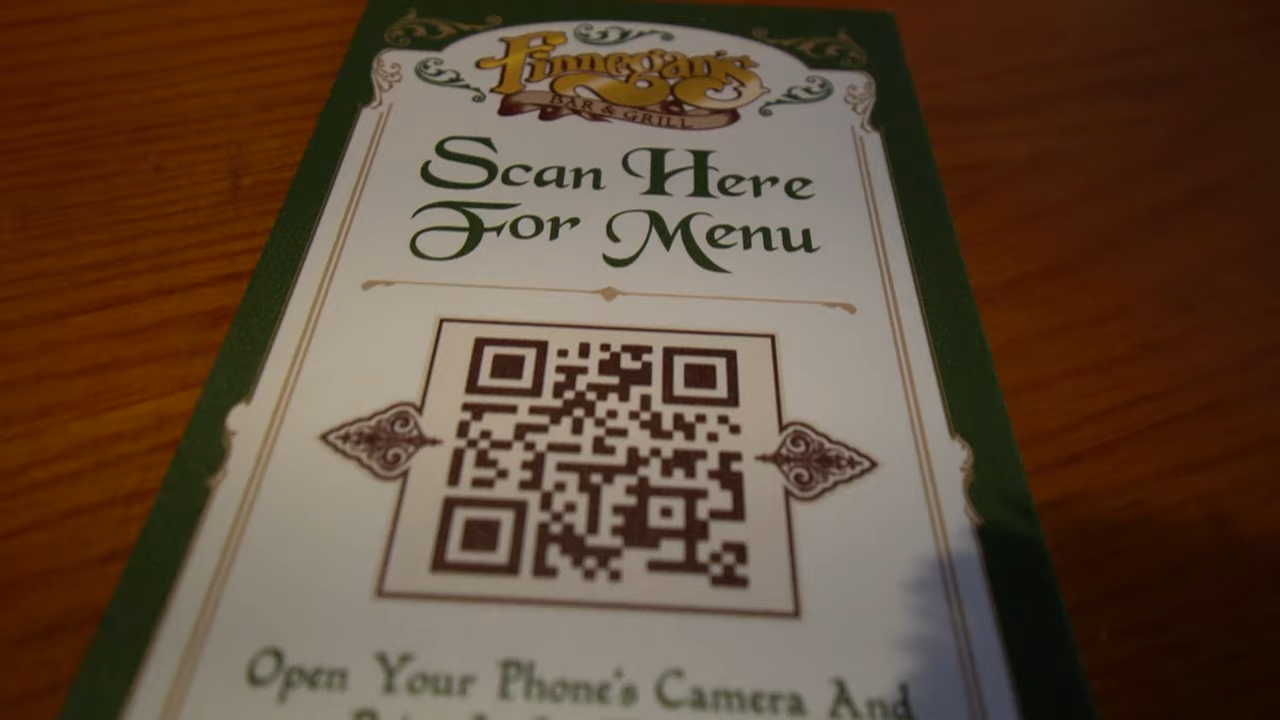 Finnegan's
BAR & GRILL
Scan Here
For Menu
Open Your Phone's Camera And